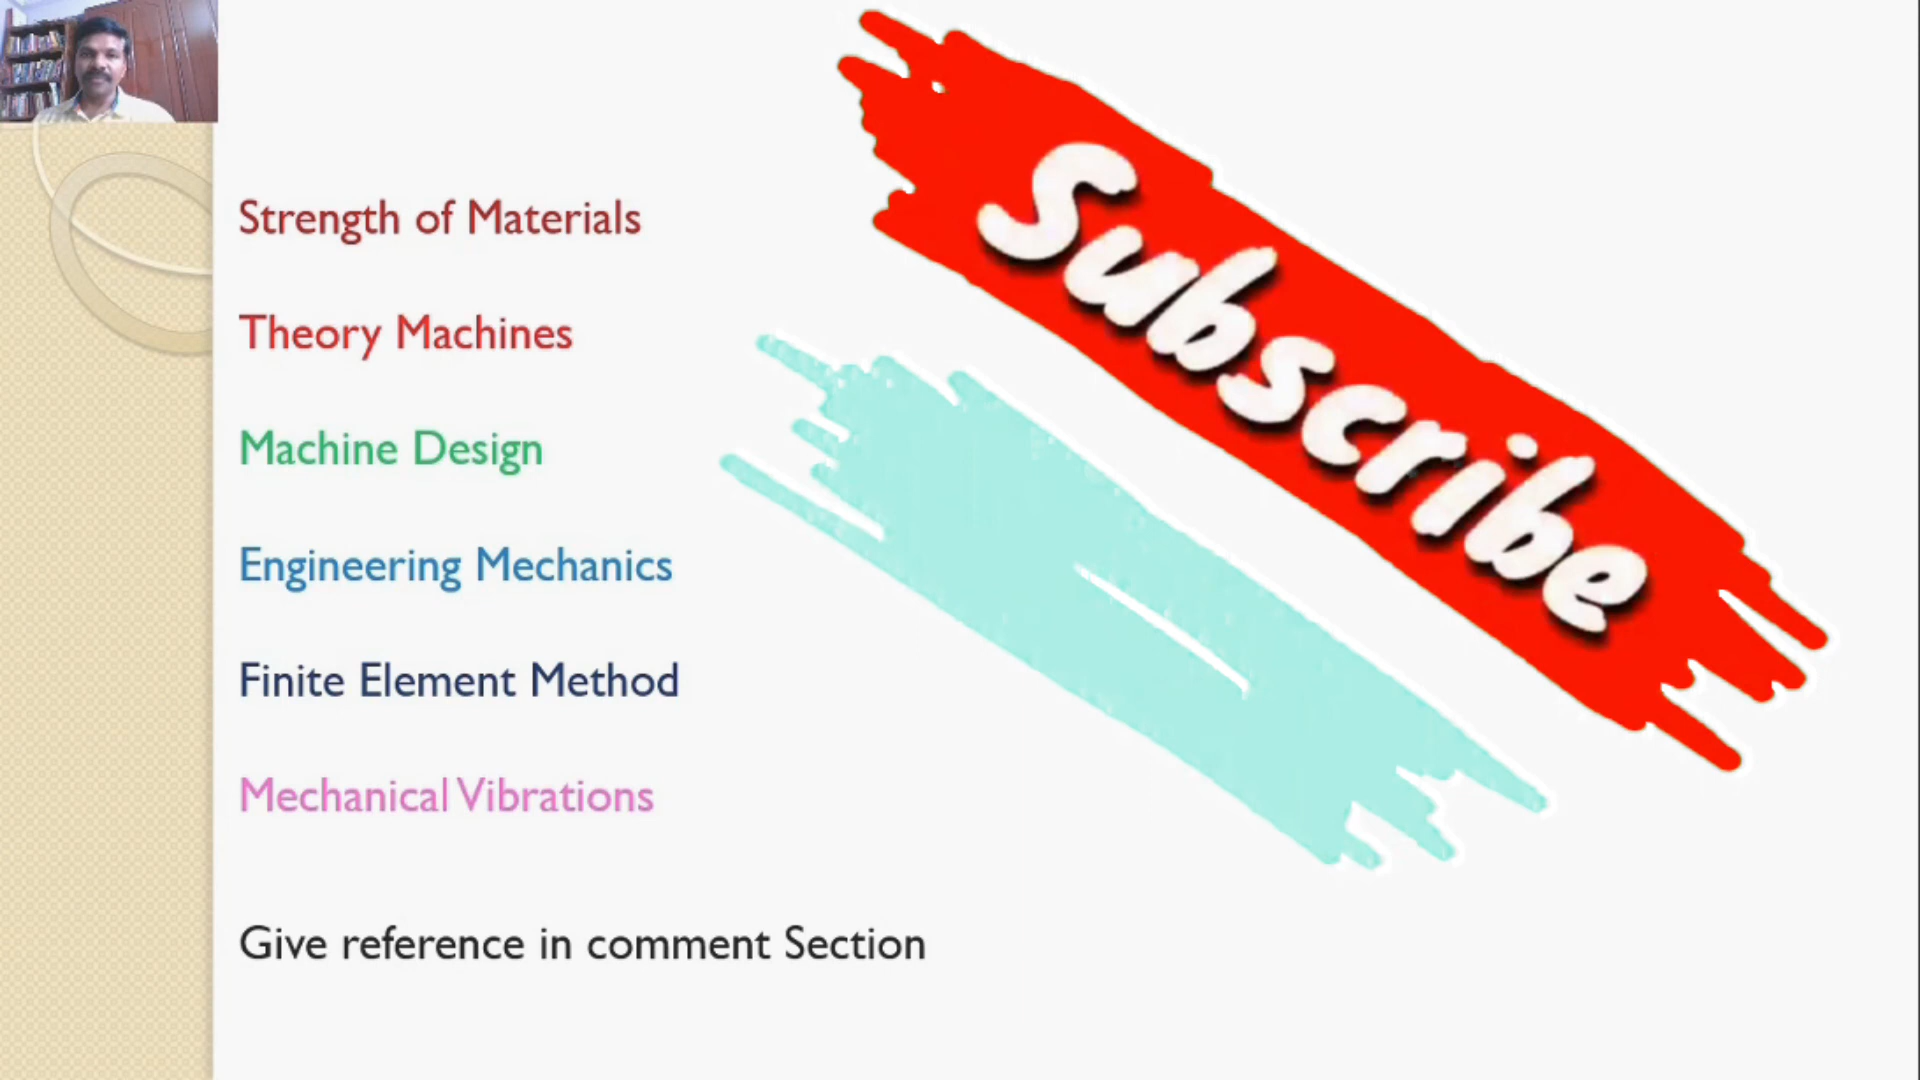 Strength of Materials
Theory Machines
Machine Design
Engineering Mechanics
Finite Element Method
Mechanical Vibrations
Give reference in comment Section
Subscribe